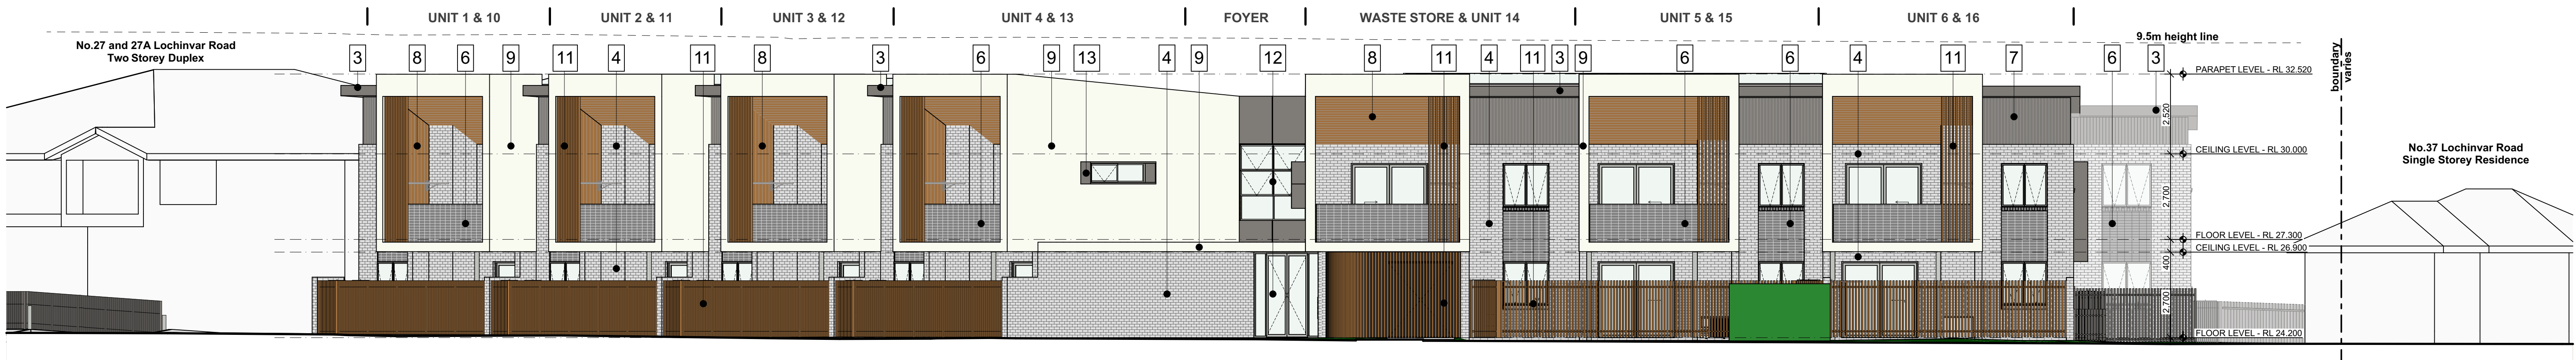 UNIT 1 & 10
UNIT 2 & 11
UNIT 3 & 12
UNIT 4 & 13
FOYER
WASTE STORE & UNIT 14
UNIT 5 & 15
UNIT 6 & 16
9.5m height line
No.27 and 27A Lochinvar Road
Two Storey Duplex
3
8
6
9
11
4
11
8
3
6
9
13
4
9
12
8
11
4
11
3
9
6
6
4
11
7
6
3
boundary
varies
PARAPET LEVEL - RL 32.520
2,520
CEILING LEVEL - RL 30.000
2,700
FLOOR LEVEL - RL 27.300
CEILING LEVEL - RL 26.900
400
2,700
FLOOR LEVEL - RL 24.200
No.37 Lochinvar Road
Single Storey Residence